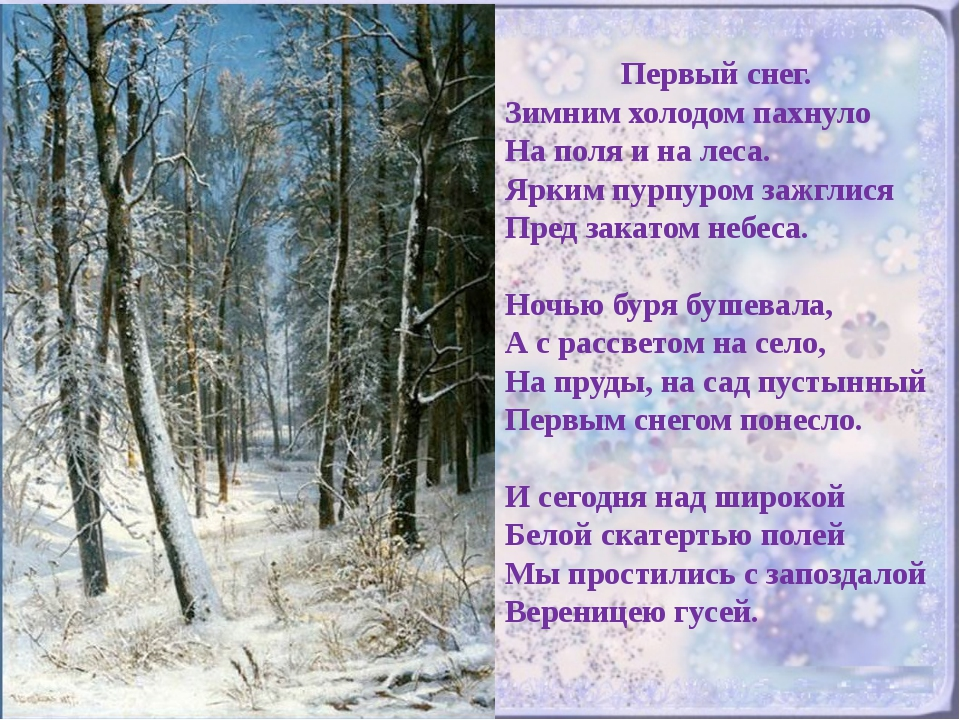 Первый снег.
Зимним холодом пахнуло
На поля и на леса.
Ярким пурпуром зажглися
Пред закатом небеса.
Ночью буря бушевала,
А с рассветом на село,
На пруды, на сад пустынный
Первым снегом понесло.
И сегодня над широкой
Белой скатертью полей
Мы простились с запоздалой
Вереницею гусей.